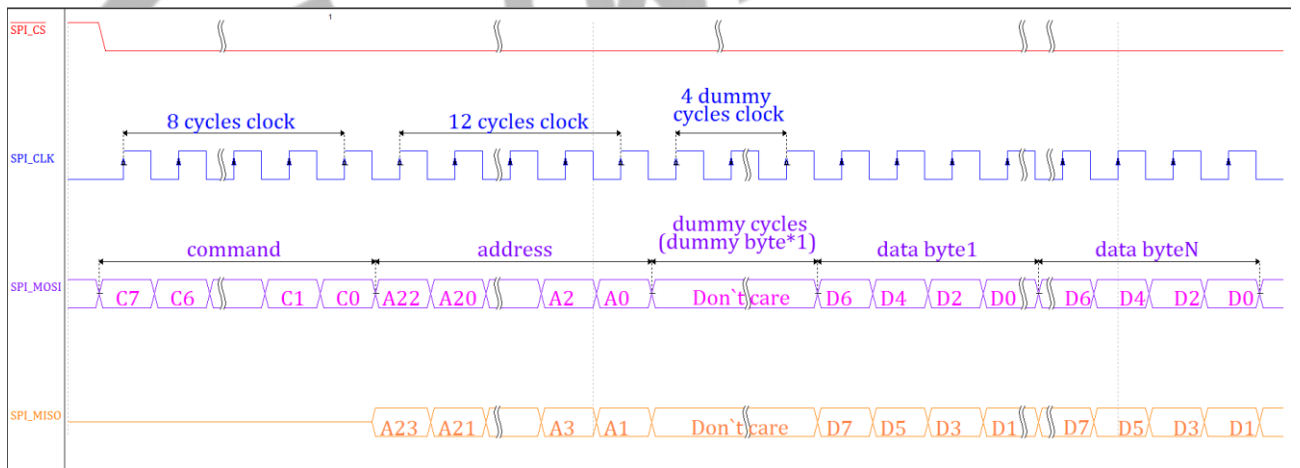 SPI_CS
1
4 dummy
cycles clock
8 cycles clock
12 cycles clock
SPI_CLK
dummy cycles
(dummy byte*1)
command
address
data byte1
data byteN
SPI_MOSI
C7 C6 C1 C0 A22 A20 A2 A0 Don`t care D6 D4 D2 D0 D6 D4 D2 D0
SPI_MISO
A23 A21 A3 A1 Don`t care D7 D5 D3 D1 D7 D5 D3 D1